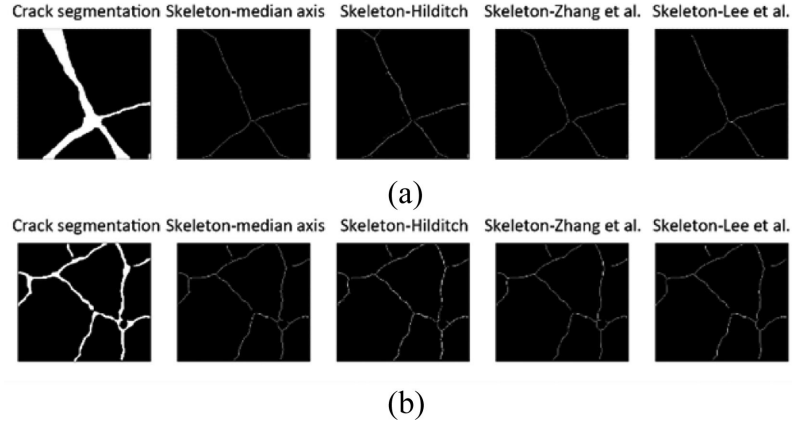 Crack segmentation Skeleton-median axis Skeleton-Hilditch Skeleton-Zhang et al. Skeleton-Lee et al.
(a)
Crack segmentation Skeleton-median axis Skeleton-Hilditch Skeleton-Zhang et al. Skeleton-Lee et al.
(b)